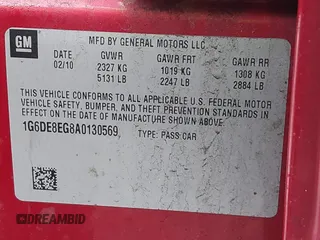 GM
MFD BY GENERAL MOTORS LLC
DATE GVWR GAWR FRT GAWR RR
02/10 2327 KG 1019 KG 1308 KG
5131 LB 2247 LB 2884 LB
THIS VEHICLE CONFORMS TO ALL APPLICABLE U.S. FEDERAL MOTOR
VEHICLE SAFETY, BUMPER, AND THEFT PREVENTION STANDARDS
IN EFFECT ON THE DATE OF MANUFACTURE SHOWN ABOVE.
1G6DE8EG8A0130569 TYPE: PASS CAR
DREAMBID